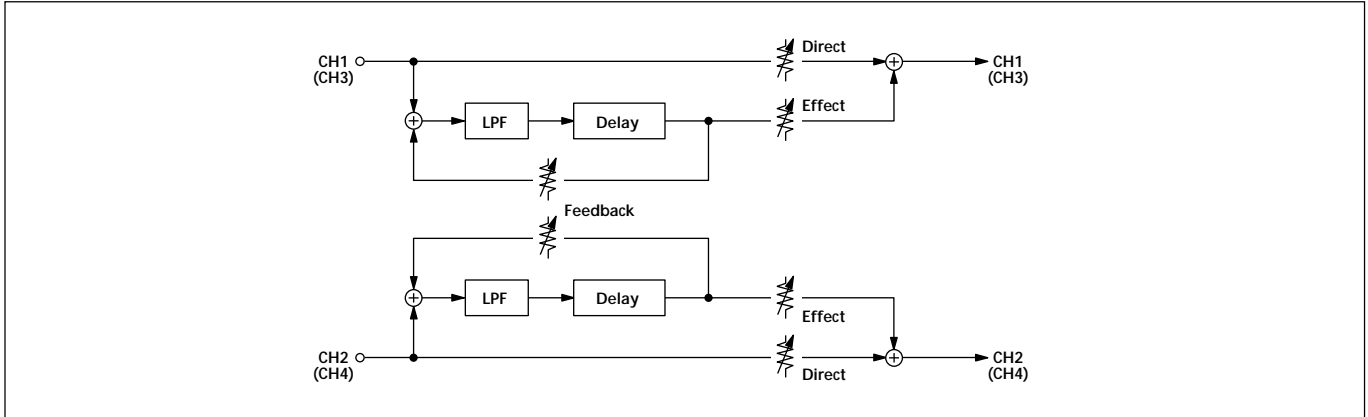 Direct
CH1
(CH3)
CH1
(CH3)
Effect
LPF
Delay
Feedback
LPF
Delay
Effect
CH2
(CH4)
CH2
(CH4)
Direct